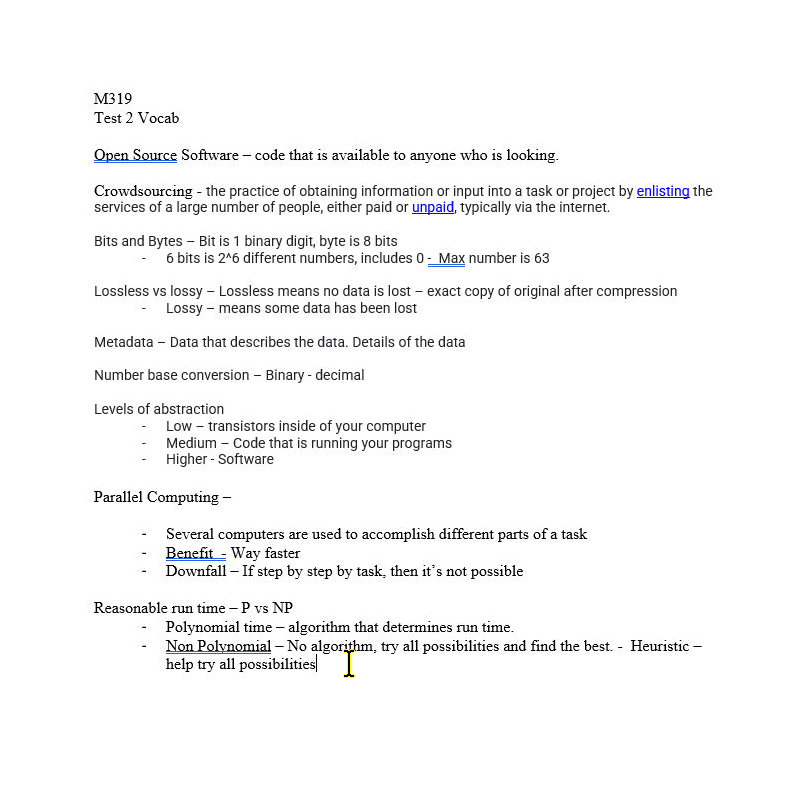 M319
Test 2 Vocab
Open Source Software – code that is available to anyone who is looking.
Crowdsourcing - the practice of obtaining information or input into a task or project by enlisting the
services of a large number of people, either paid or unpaid, typically via the internet.
Bits and Bytes – Bit is 1 binary digit, byte is 8 bits
- 6 bits is 2^6 different numbers, includes 0 -  Max number is 63
Lossless vs lossy – Lossless means no data is lost – exact copy of original after compression
- Lossy – means some data has been lost
Metadata – Data that describes the data. Details of the data
Number base conversion – Binary - decimal
Levels of abstraction
- Low – transistors inside of your computer
- Medium – Code that is running your programs
- Higher - Software
Parallel Computing –
- Several computers are used to accomplish different parts of a task
- Benefit  - Way faster
- Downfall – If step by step by task, then it’s not possible
Reasonable run time – P vs NP
- Polynomial time – algorithm that determines run time.
- Non Polynomial – No algorithm, try all possibilities and find the best. -  Heuristic –
help try all possibilities